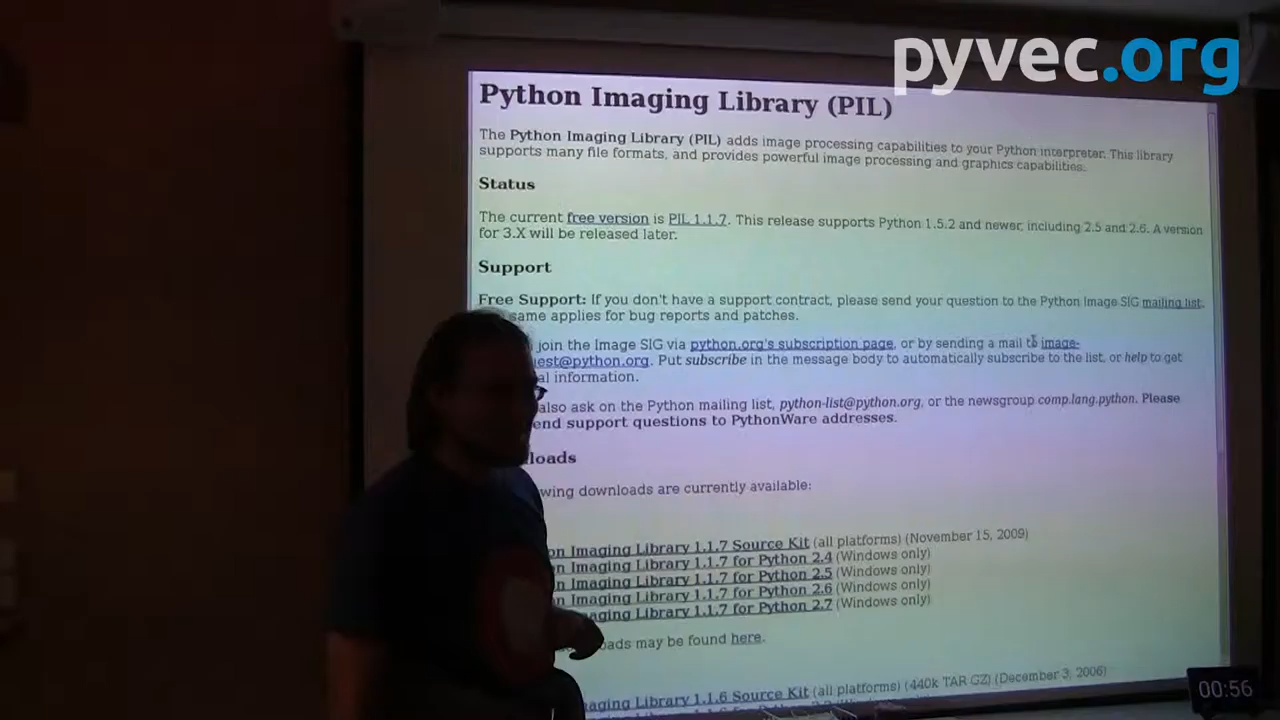 pyvec.org
Python Imaging Library (PIL)
The Python Imaging Library (PIL) adds image processing capabilities to your Python interpreter. This library
supports many file formats, and provides powerful image processing and graphics capabilities.
Status
The current free version is PIL 1.1.7. This release supports Python 1.5.2 and newer, including 2.5 and 2.6. A version
for 3.X will be released later.
Support
Free Support: If you don't have a support contract, please send your question to the Python Image SIG mailing list.
same applies for bug reports and patches.
join the Image SIG via python.org's subscription page, or by sending a mail to image-
est@python.org. Put subscribe in the message body to automatically subscribe to the list, or help to get
al information.
also ask on the Python mailing list, python-list@python.org, or the newsgroup comp.lang.python. Please
end support questions to PythonWare addresses.
loads
wing downloads are currently available:
on Imaging Library 1.1.7 Source Kit (all platforms) (November 15, 2009)
n Imaging Library 1.1.7 for Python 2.4 (Windows only)
n Imaging Library 1.1.7 for Python 2.5 (Windows only)
n Imaging Library 1.1.7 for Python 2.6 (Windows only)
aging Library 1.1.7 for Python 2.7 (Windows only)
oads may be found here.
Imaging Library 1.1.6 Source Kit (all platforms) (440k TAR GZ) (December 3, 2006)
00:56